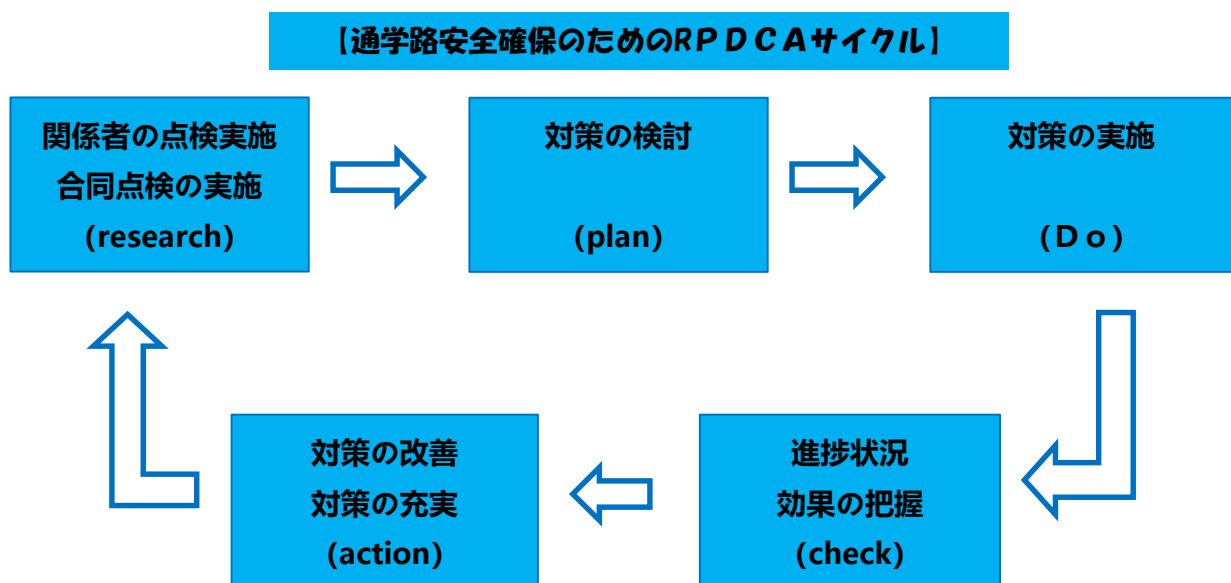 【通学路安全確保のためのRPDCAサイクル】
関係者の点検実施
合同点検の実施
(research)
対策の検討
(plan)
対策の実施
(Ｄｏ)
進捗状況
効果の把握
(check)
対策の改善
対策の充実
(action)